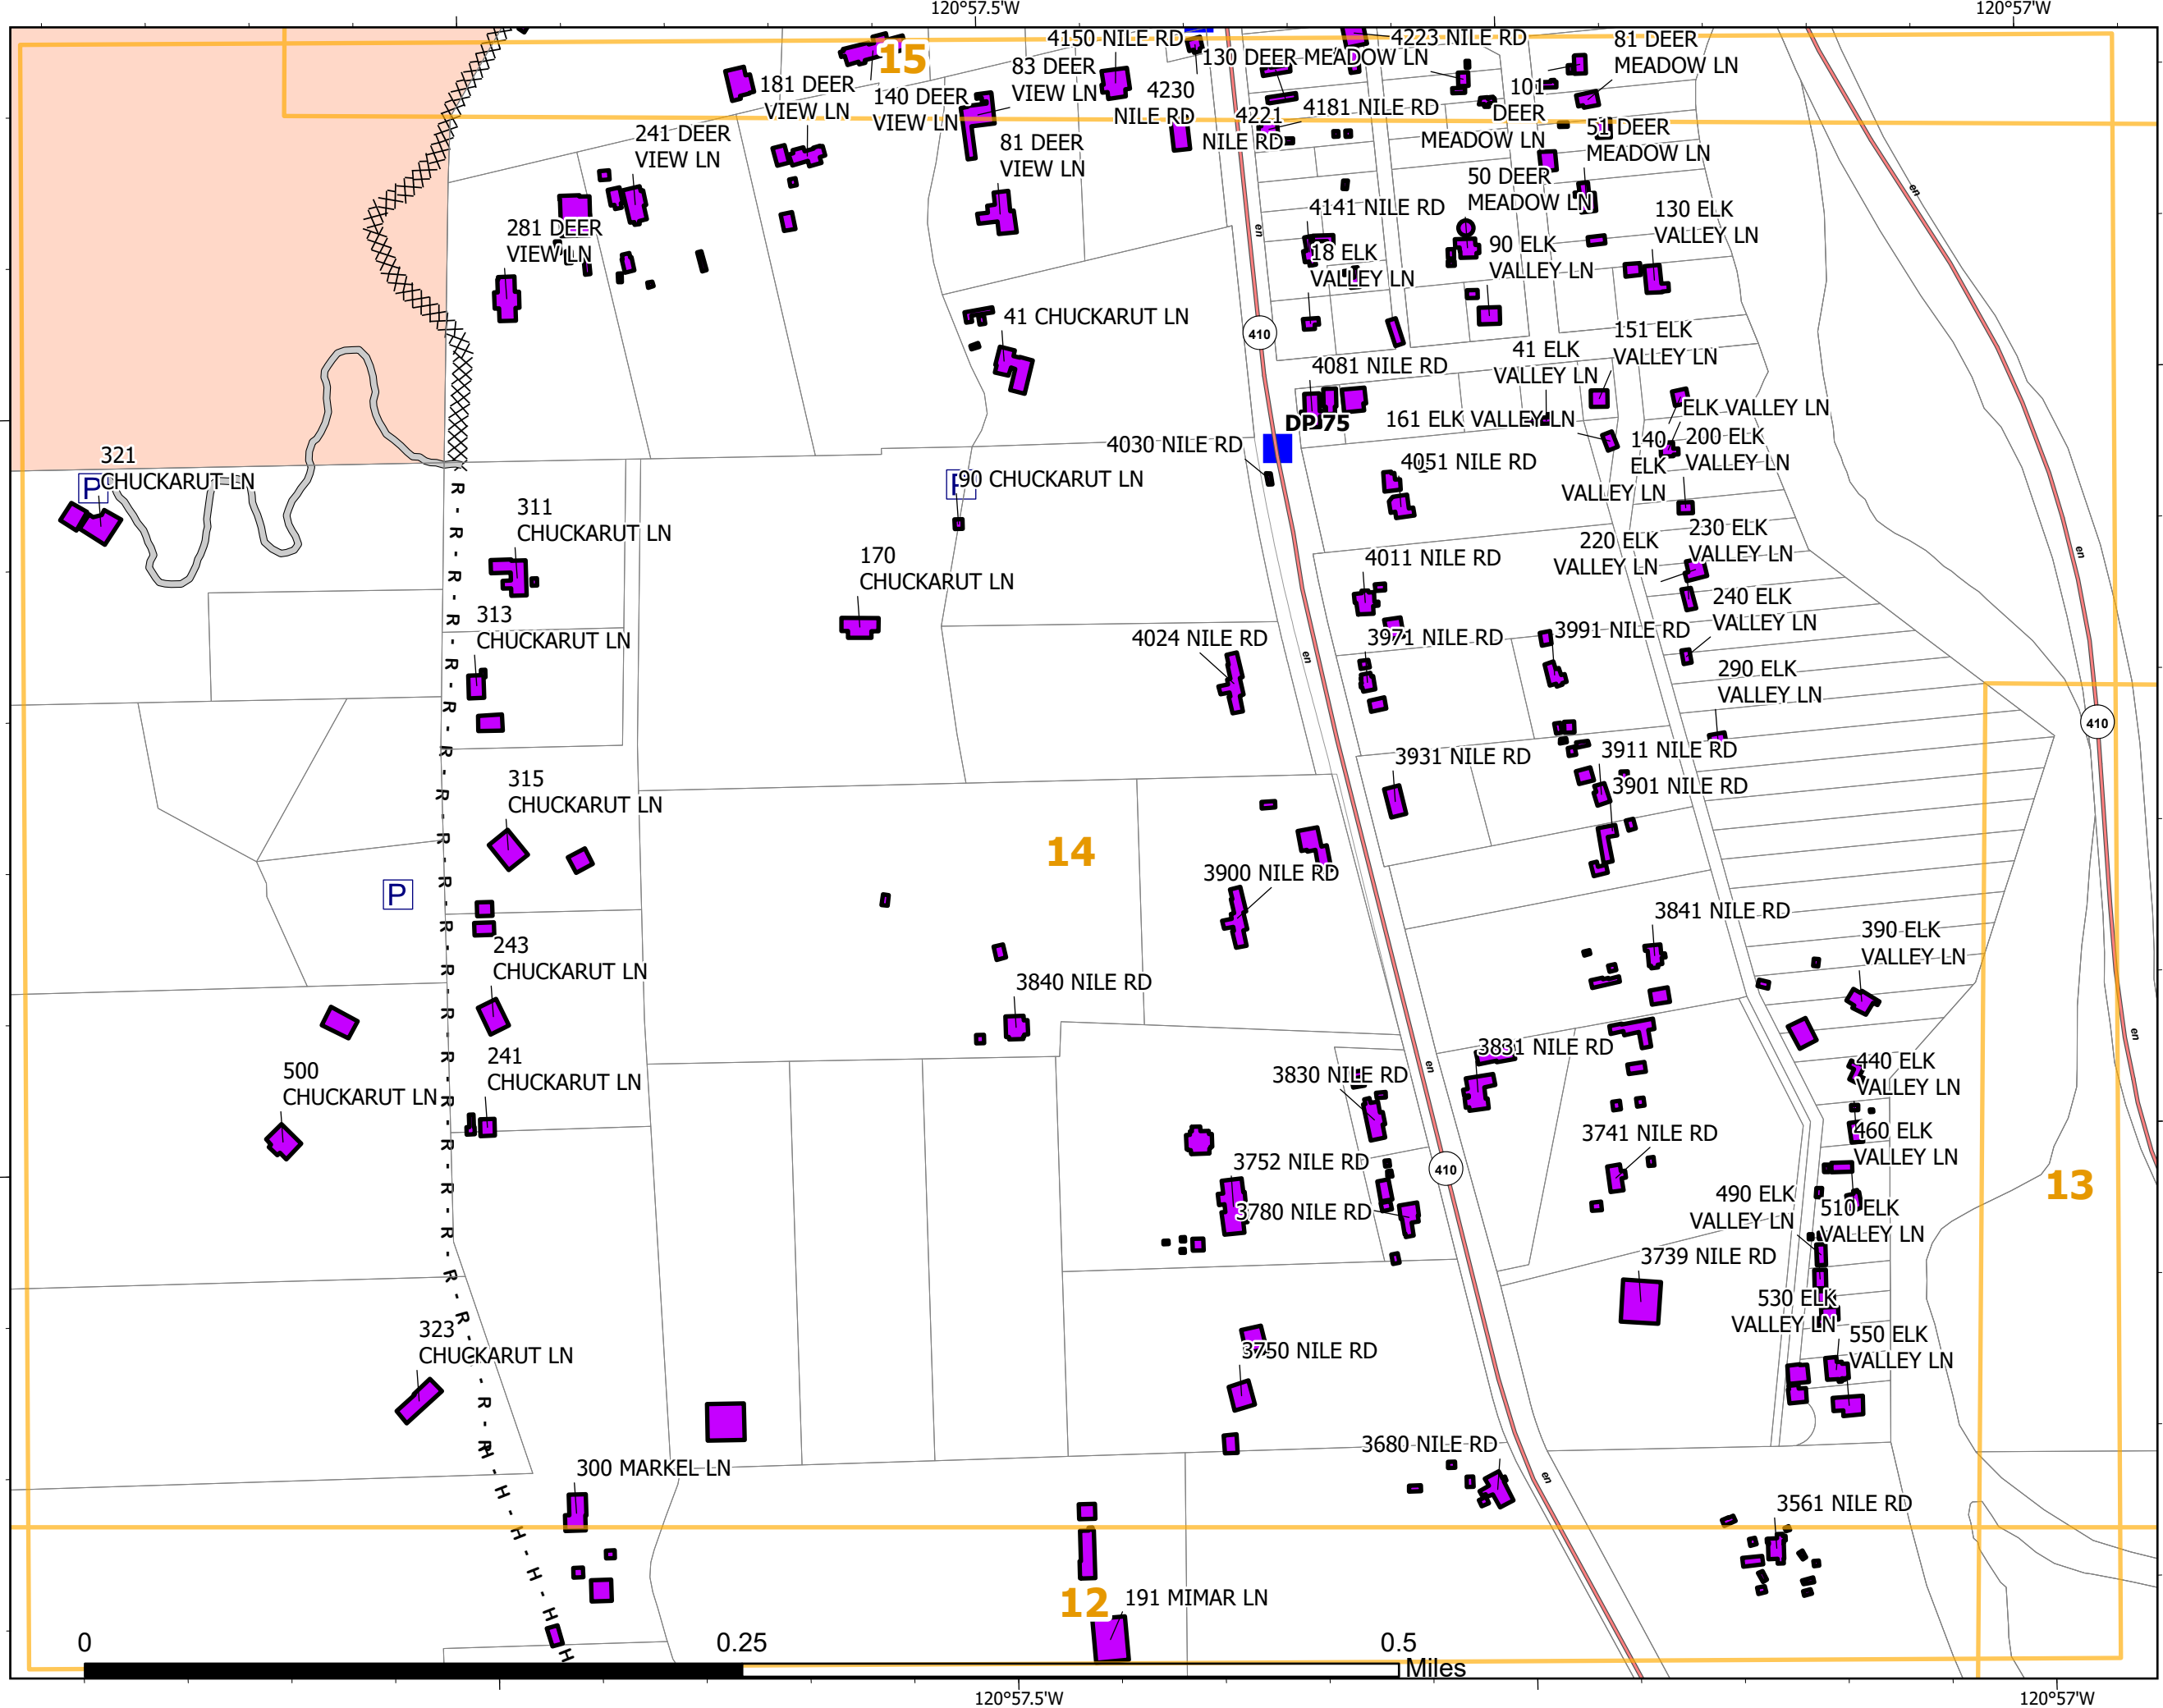 120°57.5'W
120°57'W
15
4150 NILE RD
4223 NILE RD
81 DEER
MEADOW LN
130 DEER MEADOW LN
83 DEER
VIEW LN
181 DEER
VIEW LN
140 DEER
VIEW LN
4230
NILE RD
4221
NILE RD
4181 NILE RD
101
DEER
MEADOW LN
51 DEER
MEADOW LN
241 DEER
VIEW LN
81 DEER
VIEW LN
50 DEER
MEADOW LN
en
en
4141 NILE RD
130 ELK
VALLEY LN
281 DEER
VIEW LN
18 ELK
VALLEY LN
90 ELK
VALLEY LN
41 CHUCKARUT LN
410
151 ELK
VALLEY LN
41 ELK
VALLEY LN
4081 NILE RD
DP 75
161 ELK VALLEY LN
140
ELK
VALLEY LN
ELK VALLEY LN
200 ELK
VALLEY LN
4030 NILE RD
321
CHUCKARUT LN
P
P
90 CHUCKARUT LN
4051 NILE RD
311
CHUCKARUT LN
170
CHUCKARUT LN
4011 NILE RD
220 ELK
VALLEY LN
230 ELK
VALLEY LN
en
240 ELK
VALLEY LN
313
CHUCKARUT LN
4024 NILE RD
en
3971 NILE RD
3991 NILE RD
290 ELK
VALLEY LN
410
315
CHUCKARUT LN
3931 NILE RD
3911 NILE RD
3901 NILE RD
14
P
3900 NILE RD
3841 NILE RD
390 ELK
VALLEY LN
243
CHUCKARUT LN
3840 NILE RD
en
3831 NILE RD
500
CHUCKARUT LN
241
CHUCKARUT LN
3830 NILE RD
en
440 ELK
VALLEY LN
3741 NILE RD
460 ELK
VALLEY LN
3752 NILE RD
410
13
3780 NILE RD
490 ELK
VALLEY LN
510 ELK
VALLEY LN
3739 NILE RD
530 ELK
VALLEY LN
323
CHUCKARUT LN
3750 NILE RD
550 ELK
VALLEY LN
R - R - R - R - R - R - R - R - R - R - R - R - R - R - R - R - R - R - R - R - R - R - R
300 MARKEL LN
3680 NILE RD
en
H - H - H - H - H - H
3561 NILE RD
12
191 MIMAR LN
0
0.25
0.5
Miles
120°57.5'W
120°57'W